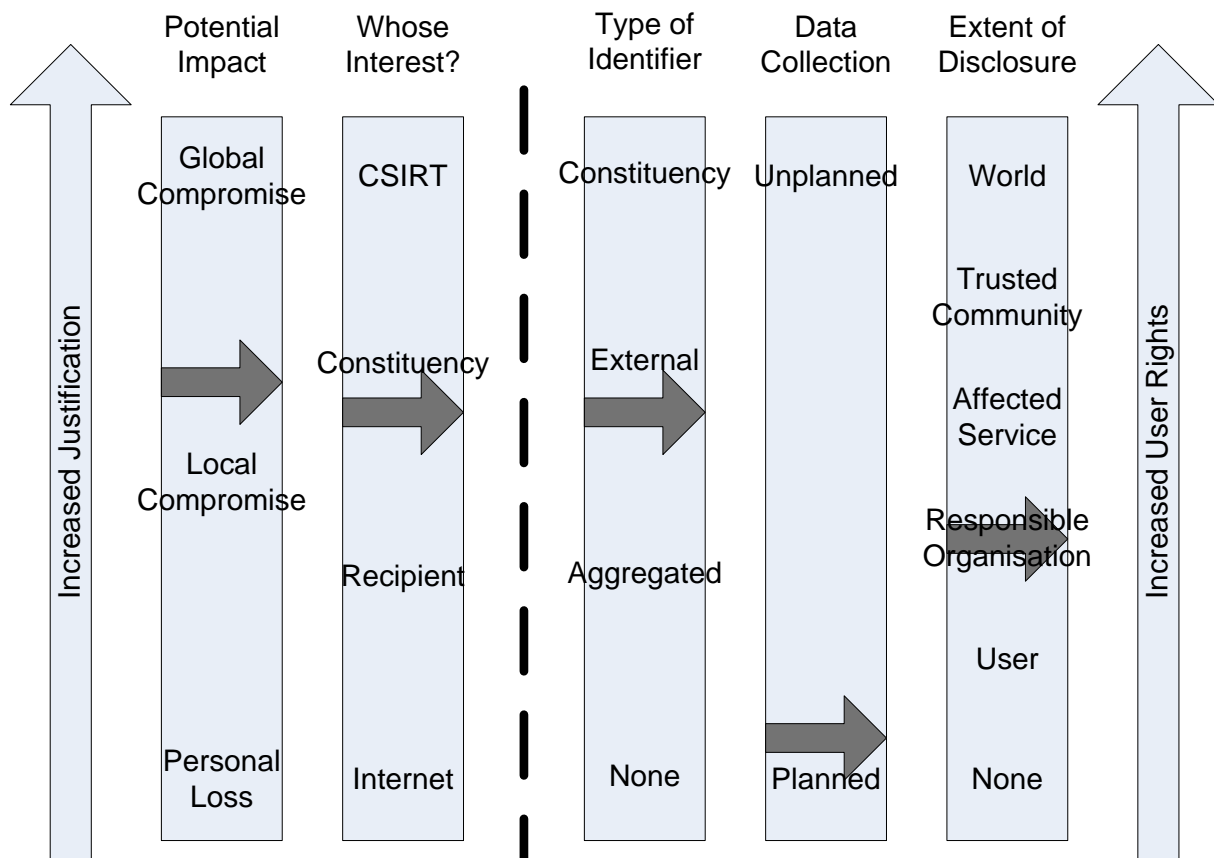 Potential
Impact
Whose
Interest?
Type of
Identifier
Data
Collection
Extent of
Disclosure
Increased Justification
Global
Compromise
Local
Compromise
Personal
Loss
CSIRT
Constituency
Recipient
Internet
Constituency
External
Aggregated
None
Unplanned
Planned
World
Trusted
Community
Affected
Service
Responsible
Organisation
User
None
Increased User Rights